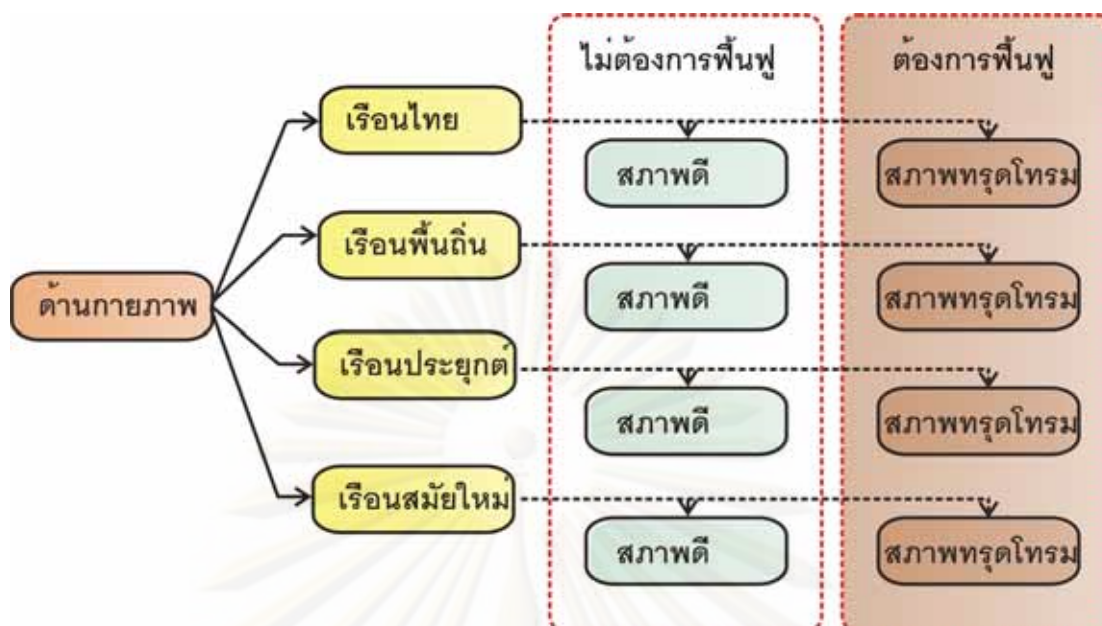 ไม่ต้องการฟื้นฟู
ต้องการฟื้นฟู
เรือนไทย
สภาพดี
สภาพทรุดโทรม
เรือนพื้นถิ่น
สภาพดี
สภาพทรุดโทรม
ด้านกายภาพ
เรือนประยุกต์
สภาพดี
สภาพทรุดโทรม
เรือนสมัยใหม่
สภาพดี
สภาพทรุดโทรม